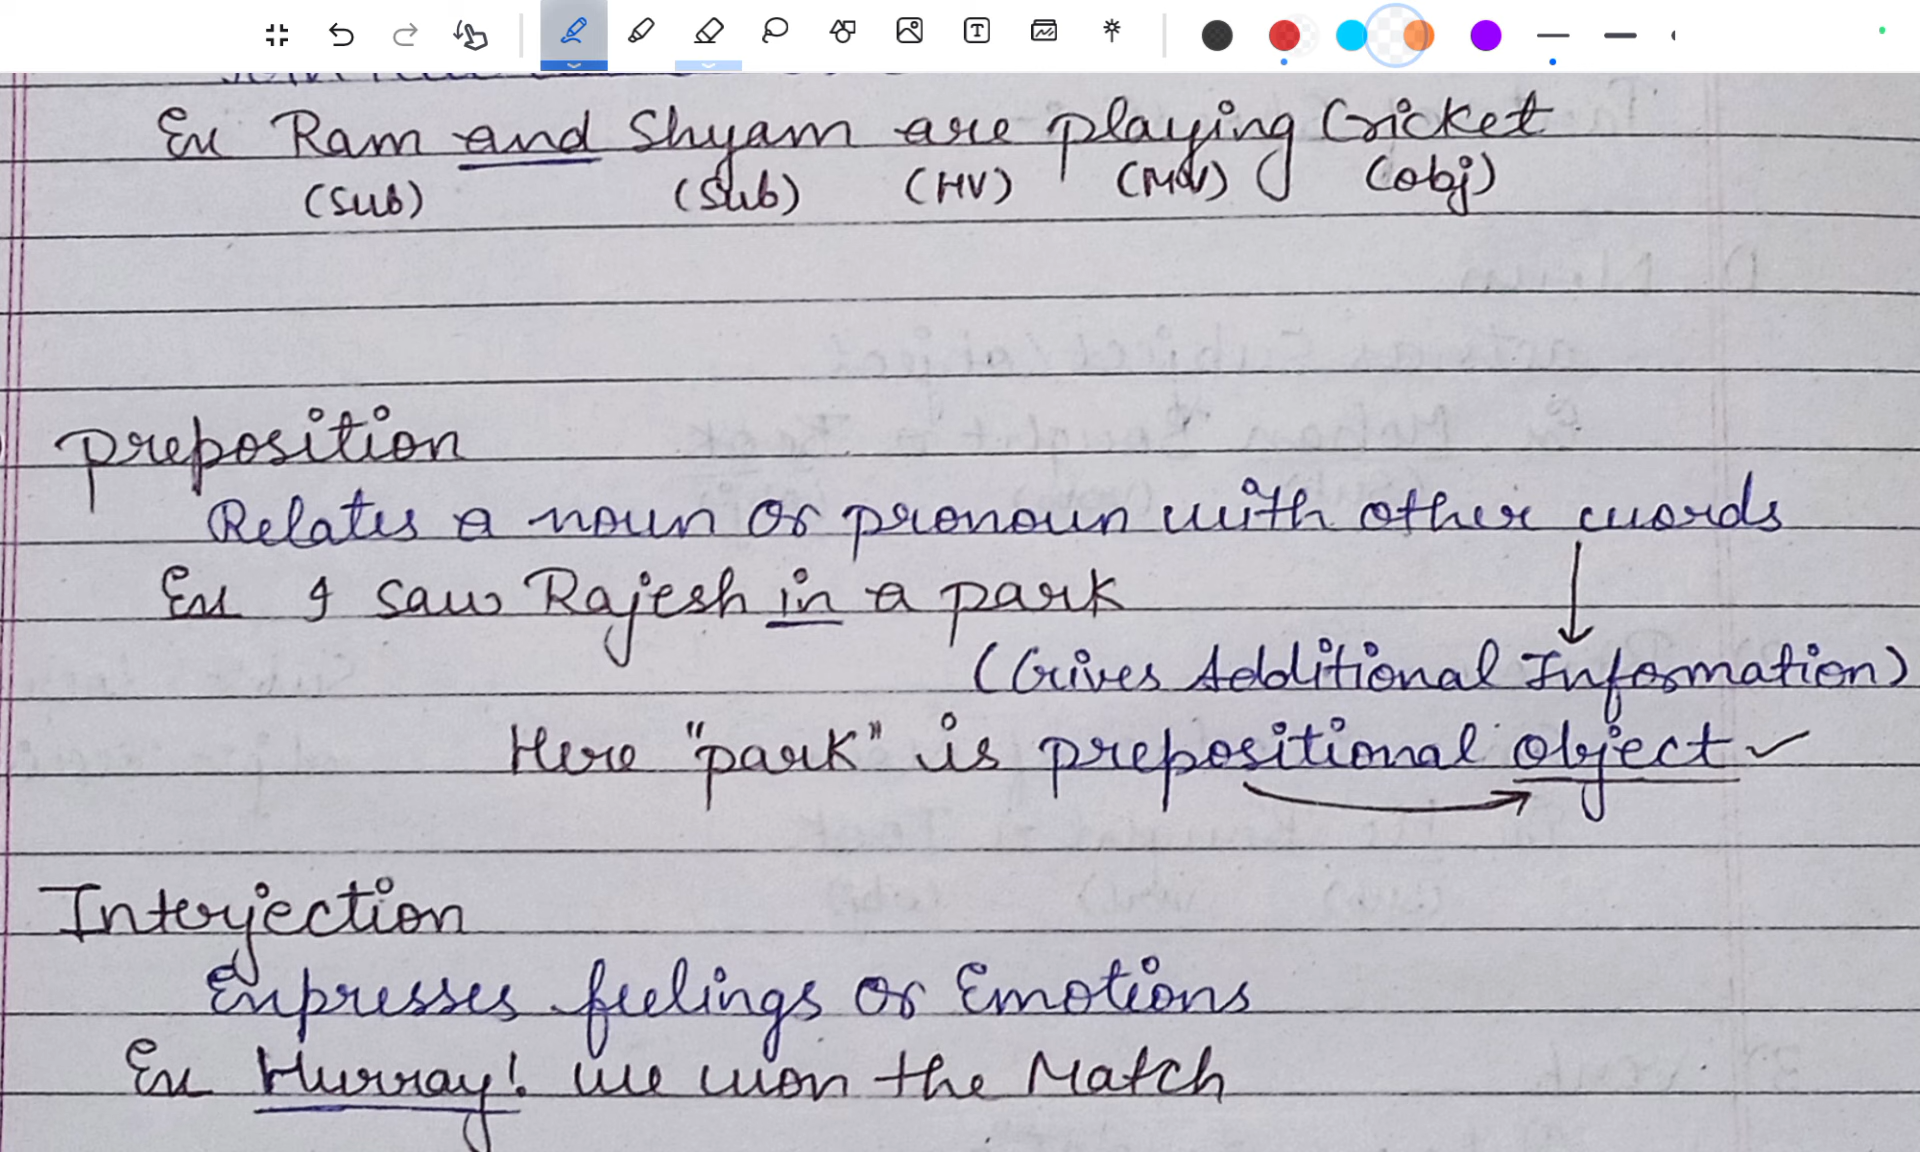 Ex Ram and Shyam are playing Cricket
(Sub) (Sub) (HV) (MV) (obj)
preposition
Relates a noun or pronoun with other words
Ex I saw Rajesh in a park
(Gives Additional Information)
Here "park" is prepositional object ✓
Interjection
Expresses feelings or Emotions
Ex Hurray! we won the Match